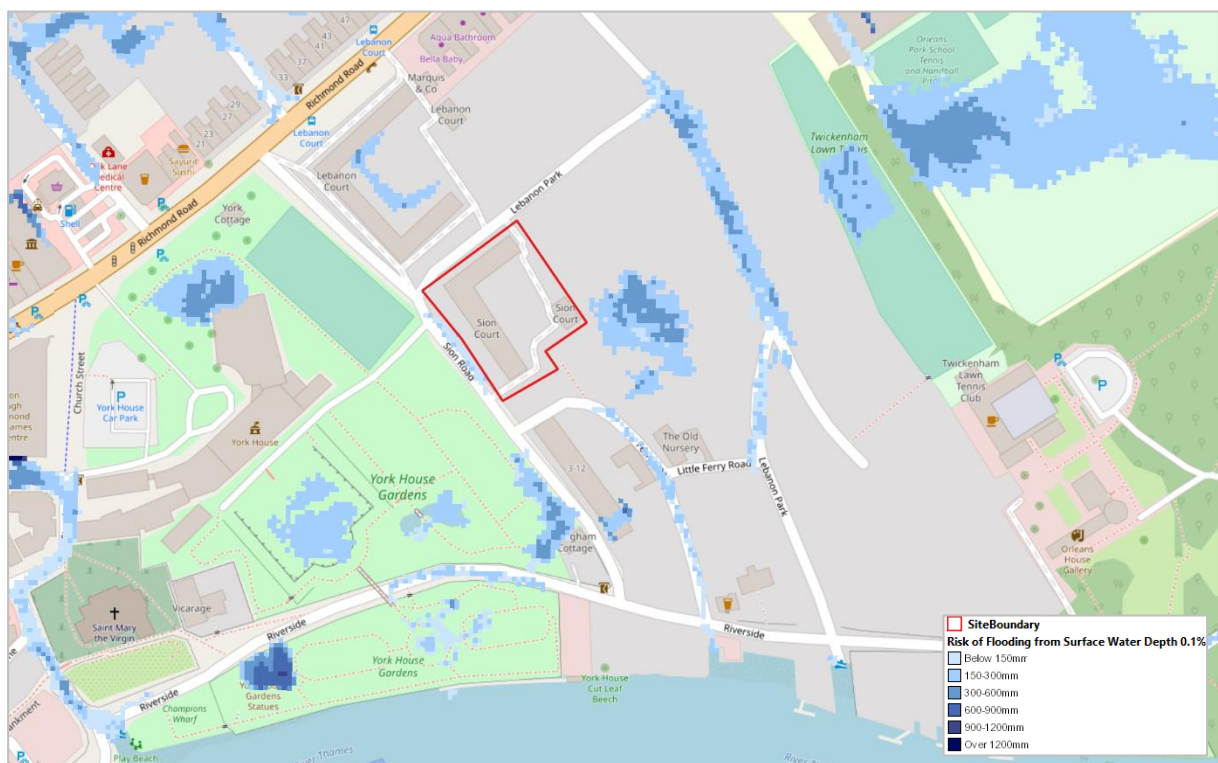 47
43
41
37
33
29
27
23
21
Lebanon
Court
Aqua Bathroom
Bella Baby
Marquis
& Co
Lebanon
Court
Richmond Road
Lebanon
Court
Lebanon
Court
Sayuri
Sushi
Lane
Medical
Centre
Shell
Richmond Road
York
Cottage
Lebanon Park
Sion
Court
Sion
Court
Sion Road
Church Street
P
York House
Car Park
York House
York House
Gardens
3-12
The Old
Nursery
Little Ferry Road
Lebanon Park
Cottage
Vicarage
Saint Mary
the Virgin
Riverside
Riverside
Riverside
York House
Gardens
Gardens
Statues
Champions
Wharf
Play Beach
York House
Cut Leaf
Beech
Orleans
Park School
Tennis
and Handball
Twickenham
Lawn
Twickenham
Lawn
Tennis
Club
P
Orleans
House
Gallery
SiteBoundary
Risk of Flooding from Surface Water Depth 0.1%
Below 150mm
150-300mm
300-600mm
600-900mm
900-1200mm
Over 1200mm